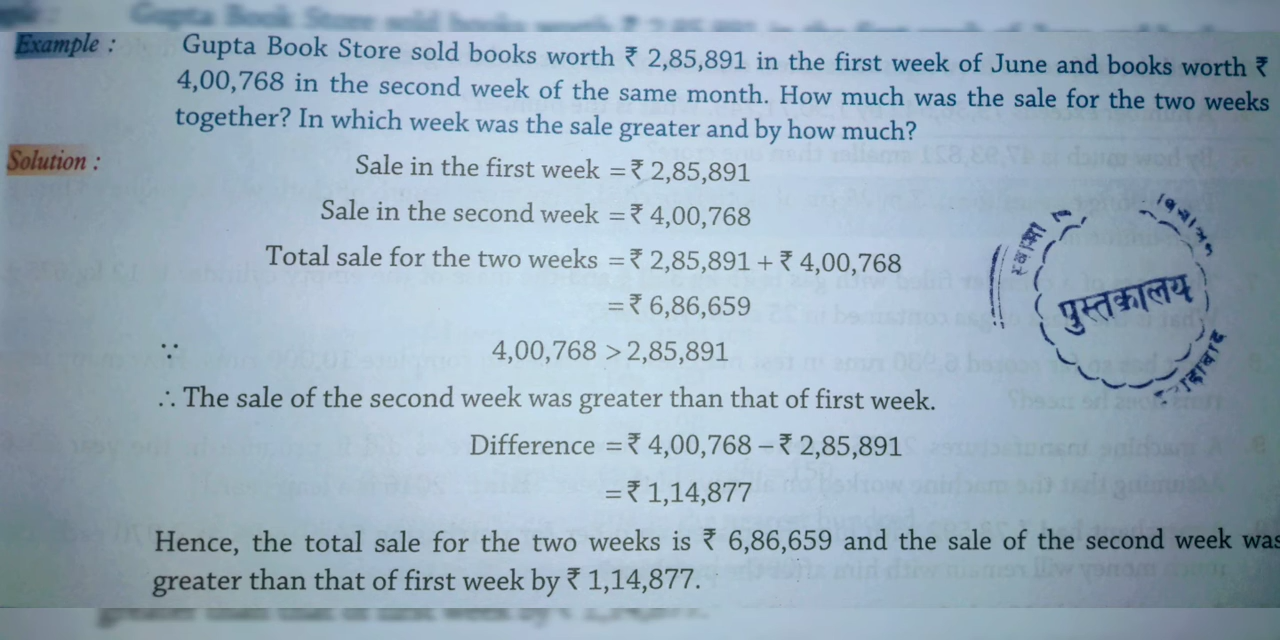 Example : Gupta Book Store sold books worth ₹ 2,85,891 in the first week of June and books worth ₹
4,00,768 in the second week of the same month. How much was the sale for the two weeks
together? In which week was the sale greater and by how much?
Solution :
Sale in the first week = ₹ 2,85,891
Sale in the second week = ₹ 4,00,768
Total sale for the two weeks = ₹ 2,85,891 + ₹ 4,00,768
= ₹ 6,86,659
∵ 4,00,768 > 2,85,891
∴ The sale of the second week was greater than that of first week.
Difference = ₹ 4,00,768 – ₹ 2,85,891
= ₹ 1,14,877
Hence, the total sale for the two weeks is ₹ 6,86,659 and the sale of the second week was
greater than that of first week by ₹ 1,14,877.
पुस्तकालय